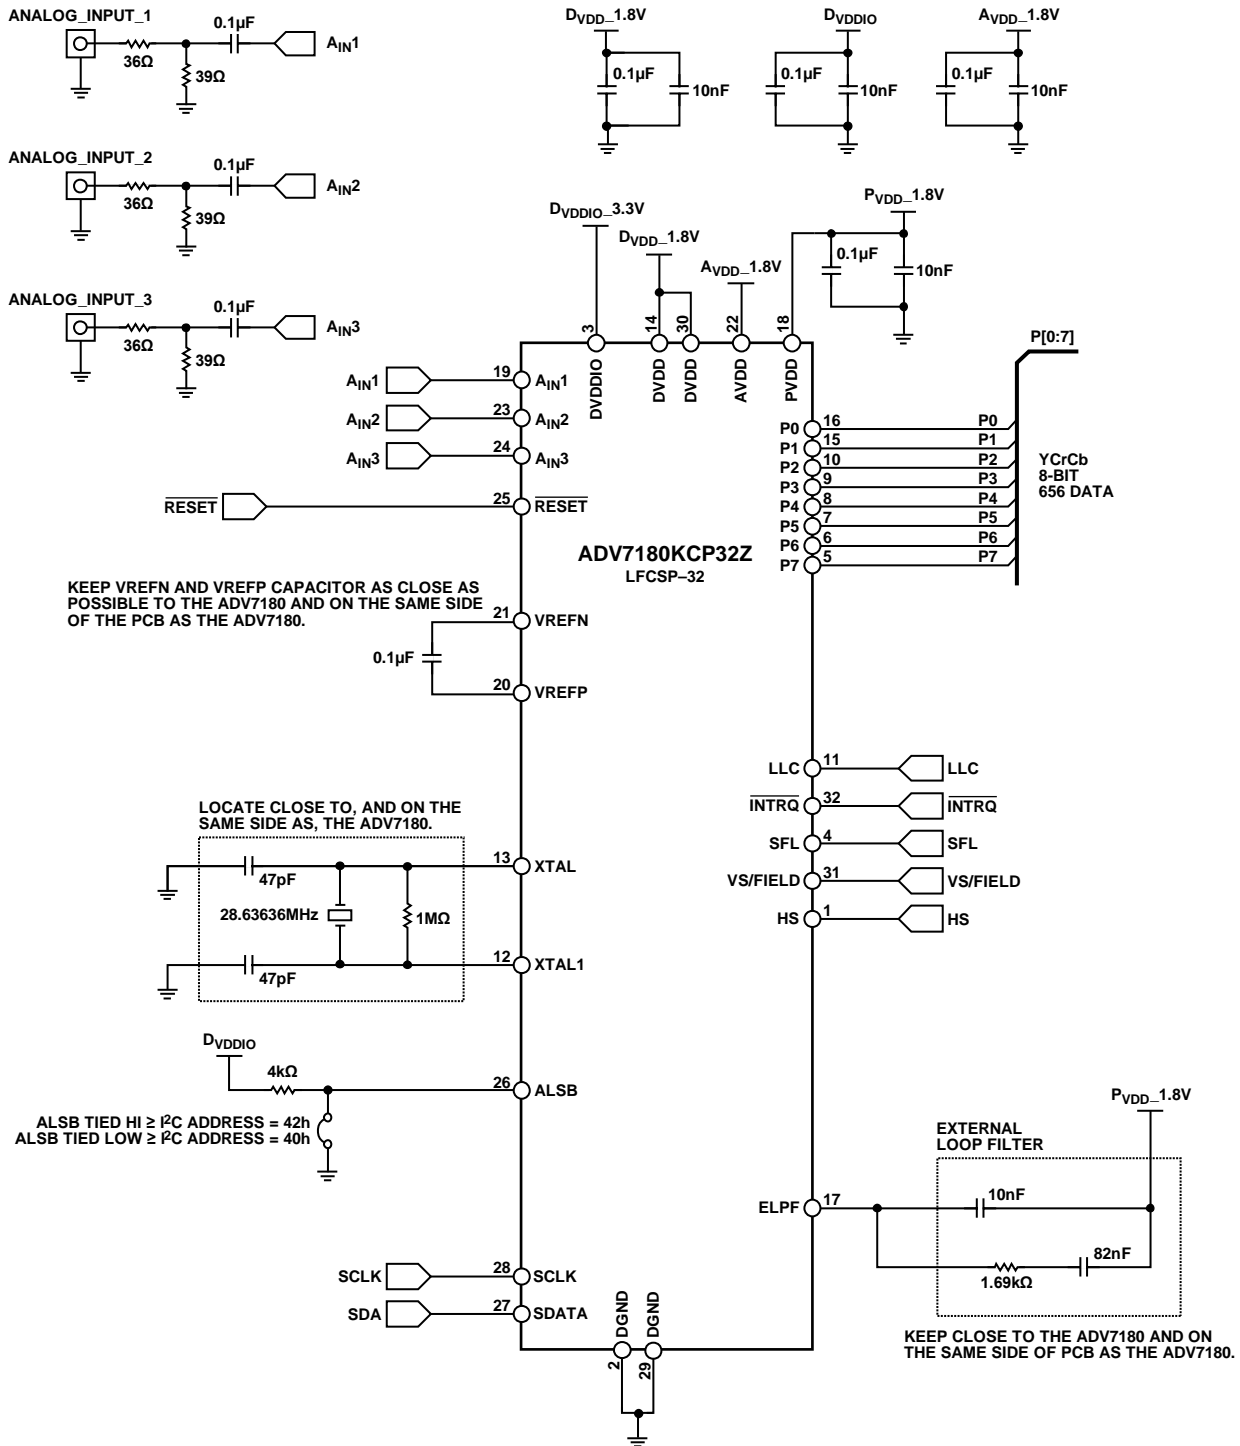 ANALOG_INPUT_1
0.1µF
36Ω
39Ω
AIN1
DVDD_1.8V
0.1µF
10nF
DVDDIO
0.1µF
10nF
AVDD_1.8V
0.1µF
10nF
ANALOG_INPUT_2
0.1µF
36Ω
39Ω
AIN2
ANALOG_INPUT_3
0.1µF
36Ω
39Ω
AIN3
DVDDIO_3.3V
DVDD_1.8V
AVDD_1.8V
PVDD_1.8V
0.1µF
10nF
3
14
30
22
18
DVDDIO
DVDD
DVDD
AVDD
PVDD
AIN1
19
AIN1
AIN2
23
AIN2
AIN3
24
AIN3
RESET
25
RESET
P[0:7]
P0
16
P0
P1
15
P1
P2
10
P2
P3
9
P3
P4
8
P4
P5
7
P5
P6
6
P6
P7
5
P7
YCrCb
8-BIT
656 DATA
ADV7180KCP32Z
LFCSP–32
KEEP VREFN AND VREFP CAPACITOR AS CLOSE AS
POSSIBLE TO THE ADV7180 AND ON THE SAME SIDE
OF THE PCB AS THE ADV7180.
21
VREFN
0.1µF
20
VREFP
LLC
11
LLC
INTRQ
32
INTRQ
SFL
4
SFL
VS/FIELD
31
VS/FIELD
HS
1
HS
LOCATE CLOSE TO, AND ON THE
SAME SIDE AS, THE ADV7180.
47pF
13
XTAL
28.63636MHz
1MΩ
47pF
12
XTAL1
DVDDIO
4kΩ
26
ALSB
ALSB TIED HI ≥ I2C ADDRESS = 42h
ALSB TIED LOW ≥ I2C ADDRESS = 40h
PVDD_1.8V
EXTERNAL
LOOP FILTER
ELPF
17
10nF
82nF
1.69kΩ
KEEP CLOSE TO THE ADV7180 AND ON
THE SAME SIDE OF PCB AS THE ADV7180.
SCLK
28
SCLK
SDA
27
SDATA
DGND
DGND
2
29